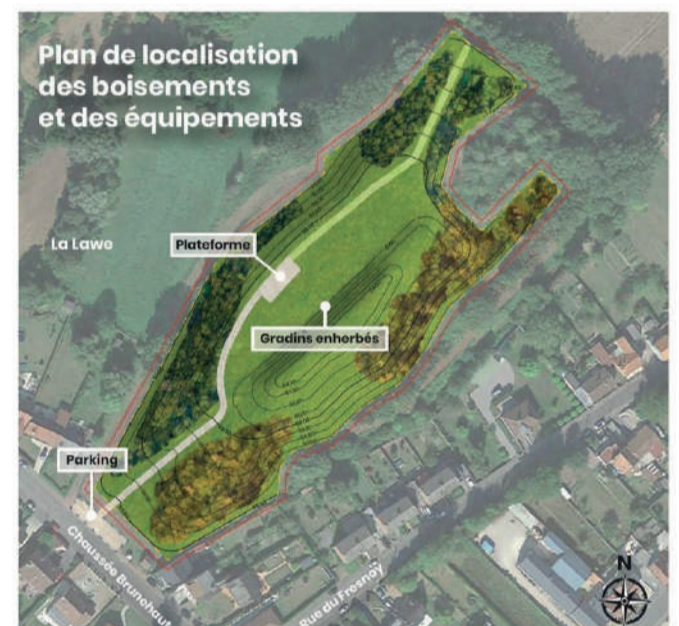 Plan de localisation
des boisements
et des équipements
La Lawe
Plateforme
Gradins enherbés
Parking
Chaussée Brunehaut
Rue du Fresnoy
N